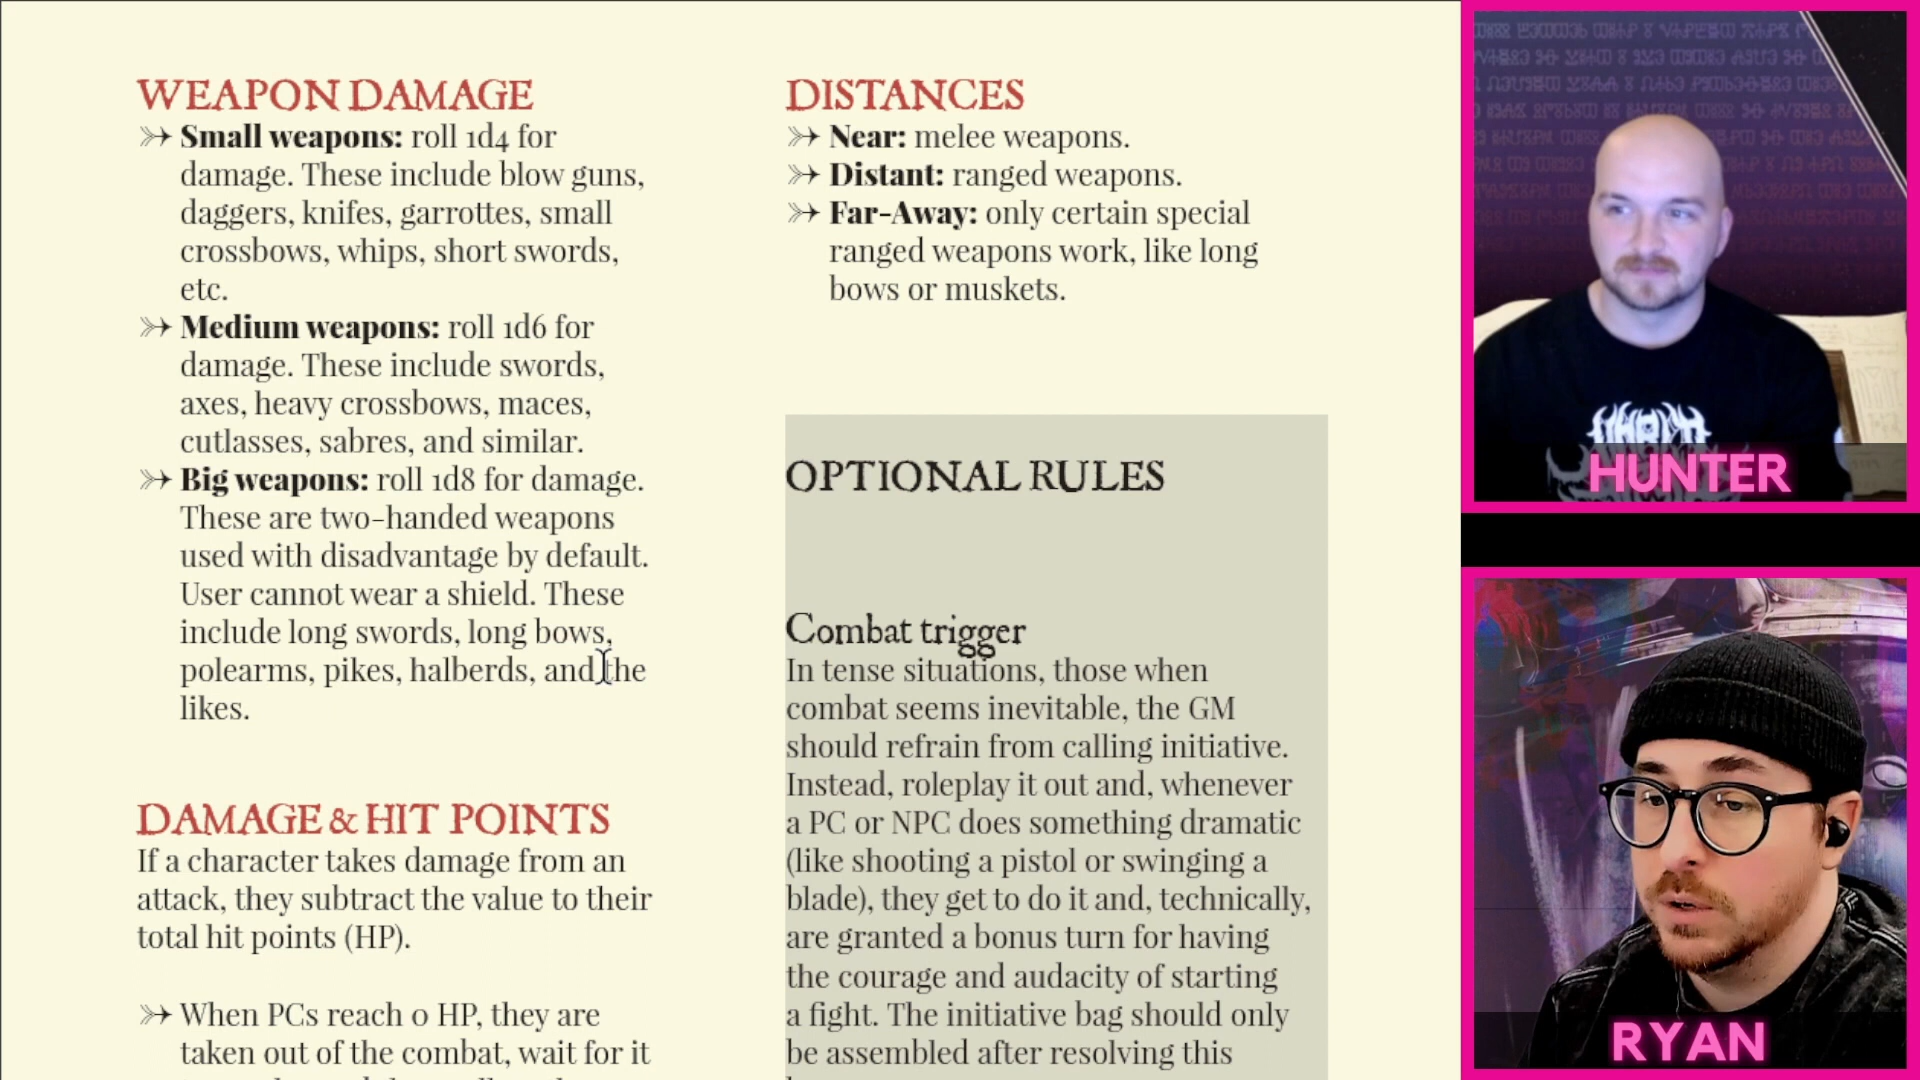 WEAPON DAMAGE
Small weapons: roll 1d4 for
damage. These include blow guns,
daggers, knifes, garrottes, small
crossbows, whips, short swords,
etc.
Medium weapons: roll 1d6 for
damage. These include swords,
axes, heavy crossbows, maces,
cutlasses, sabres, and similar.
Big weapons: roll 1d8 for damage.
These are two-handed weapons
used with disadvantage by default.
User cannot wear a shield. These
include long swords, long bows,
polearms, pikes, halberds, and the
likes.
DAMAGE & HIT POINTS
If a character takes damage from an
attack, they subtract the value to their
total hit points (HP).
When PCs reach 0 HP, they are
taken out of the combat, wait for it
DISTANCES
Near: melee weapons.
Distant: ranged weapons.
Far-Away: only certain special
ranged weapons work, like long
bows or muskets.
OPTIONAL RULES
Combat trigger
In tense situations, those when
combat seems inevitable, the GM
should refrain from calling initiative.
Instead, roleplay it out and, whenever
a PC or NPC does something dramatic
(like shooting a pistol or swinging a
blade), they get to do it and, technically,
are granted a bonus turn for having
the courage and audacity of starting
a fight. The initiative bag should only
be assembled after resolving this
HUNTER
RYAN